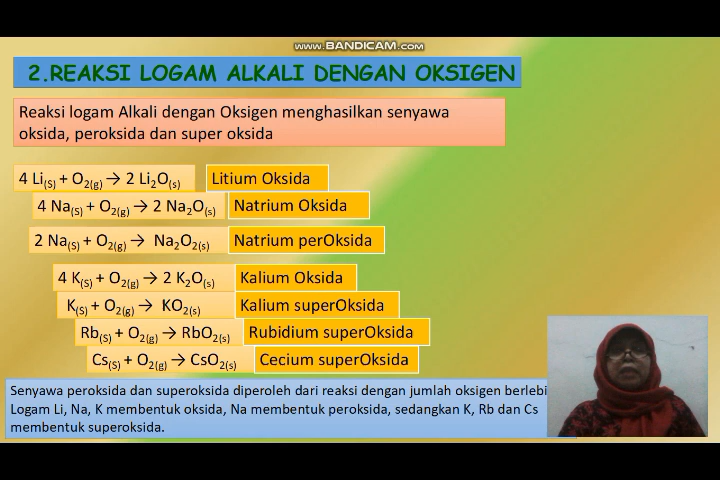 www.BANDICAM.com
2.REAKSI LOGAM ALKALI DENGAN OKSIGEN
Reaksi logam Alkali dengan Oksigen menghasilkan senyawa
oksida, peroksida dan super oksida
4 Li(S) + O2(g) → 2 Li2O(s) Litium Oksida
4 Na(S) + O2(g) → 2 Na2O(s) Natrium Oksida
2 Na(S) + O2(g) → Na2O2(s) Natrium perOksida
4 K(S) + O2(g) → 2 K2O(s) Kalium Oksida
K(S) + O2(g) → KO2(s) Kalium superOksida
Rb(S) + O2(g) → RbO2(s) Rubidium superOksida
Cs(S) + O2(g) → CsO2(s) Cecium superOksida
Senyawa peroksida dan superoksida diperoleh dari reaksi dengan jumlah oksigen berlebi
Logam Li, Na, K membentuk oksida, Na membentuk peroksida, sedangkan K, Rb dan Cs
membentuk superoksida.